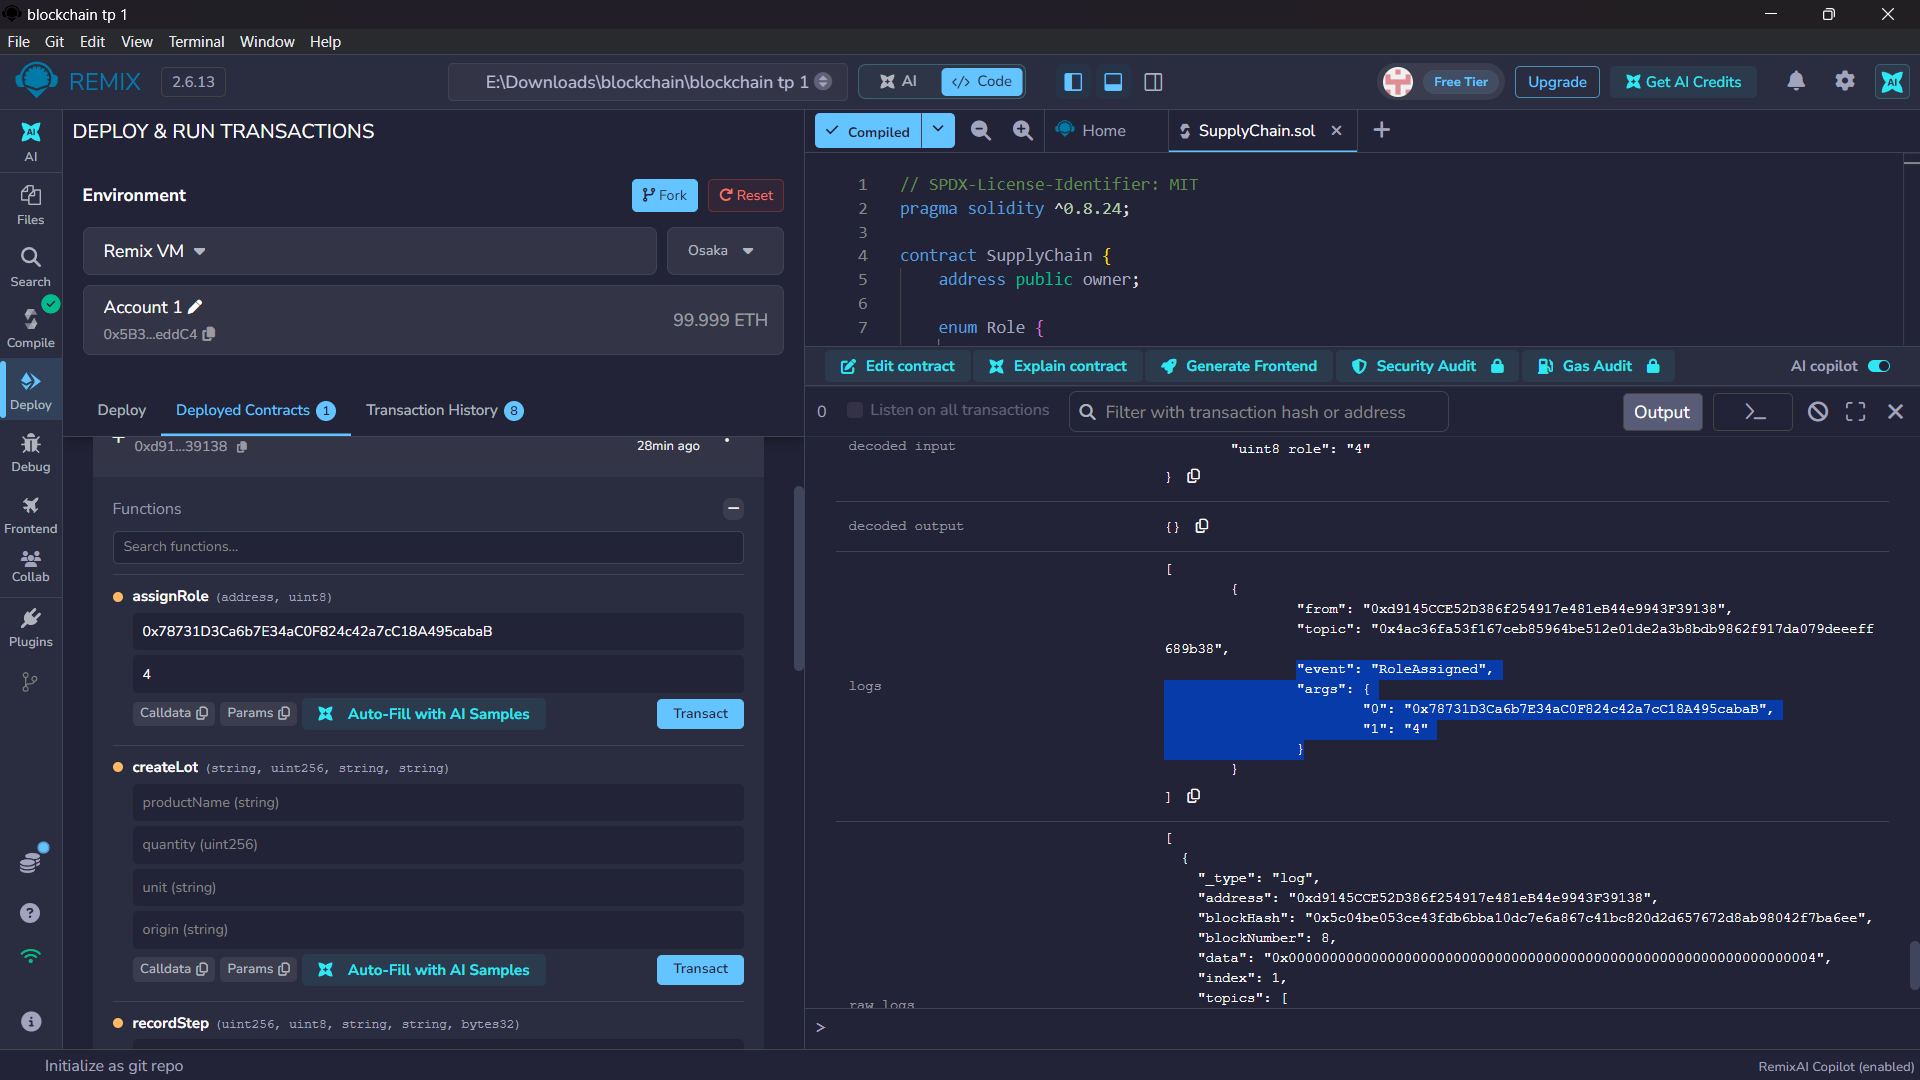 blockchain tp 1
File Git Edit View Terminal Window Help
REMIX 2.6.13 E:\Downloads\blockchain\blockchain tp 1 AI </> Code Free Tier Upgrade Get AI Credits AI
AI
Files
Search
Compile
Deploy
Debug
Frontend
Collab
Plugins
DEPLOY & RUN TRANSACTIONS
Environment Fork Reset
Remix VM Osaka
Account 1
0x5B3...eddC4 99.999 ETH
Deploy Deployed Contracts 1 Transaction History 8
0xd91...39138 28min ago
Functions
Search functions...
assignRole (address, uint8)
0x78731D3Ca6b7E34aC0F824c42a7cC18A495cabaB
4
Calldata Params Auto-Fill with AI Samples Transact
createLot (string, uint256, string, string)
productName (string)
quantity (uint256)
unit (string)
origin (string)
Calldata Params Auto-Fill with AI Samples Transact
recordStep (uint256, uint8, string, string, bytes32)
Compiled Home SupplyChain.sol
1 // SPDX-License-Identifier: MIT
2 pragma solidity ^0.8.24;
3
4 contract SupplyChain {
5 address public owner;
6
7 enum Role {
Edit contract Explain contract Generate Frontend Security Audit Gas Audit AI copilot
0 Listen on all transactions Filter with transaction hash or address Output >_
decoded input "uint8 role": "4"
}
decoded output {}
logs
[
{
"from": "0xd9145CCE52D386f254917e481eB44e9943F39138",
"topic": "0x4ac36fa53f167ceb85964be512e01de2a3b8bdb9862f917da079deeeff
689b38",
"event": "RoleAssigned",
"args": {
"0": "0x78731D3Ca6b7E34aC0F824c42a7cC18A495cabaB",
"1": "4"
}
}
]
raw logs
[
{
"_type": "log",
"address": "0xd9145CCE52D386f254917e481eB44e9943F39138",
"blockHash": "0x5c04be053ce43fdb6bba10dc7e6a867c41bc820d2d657672d8ab98042f7ba6ee",
"blockNumber": 8,
"data": "0x0000000000000000000000000000000000000000000000000000000000000004",
"index": 1,
"topics": [
>
Initialize as git repo RemixAI Copilot (enabled)